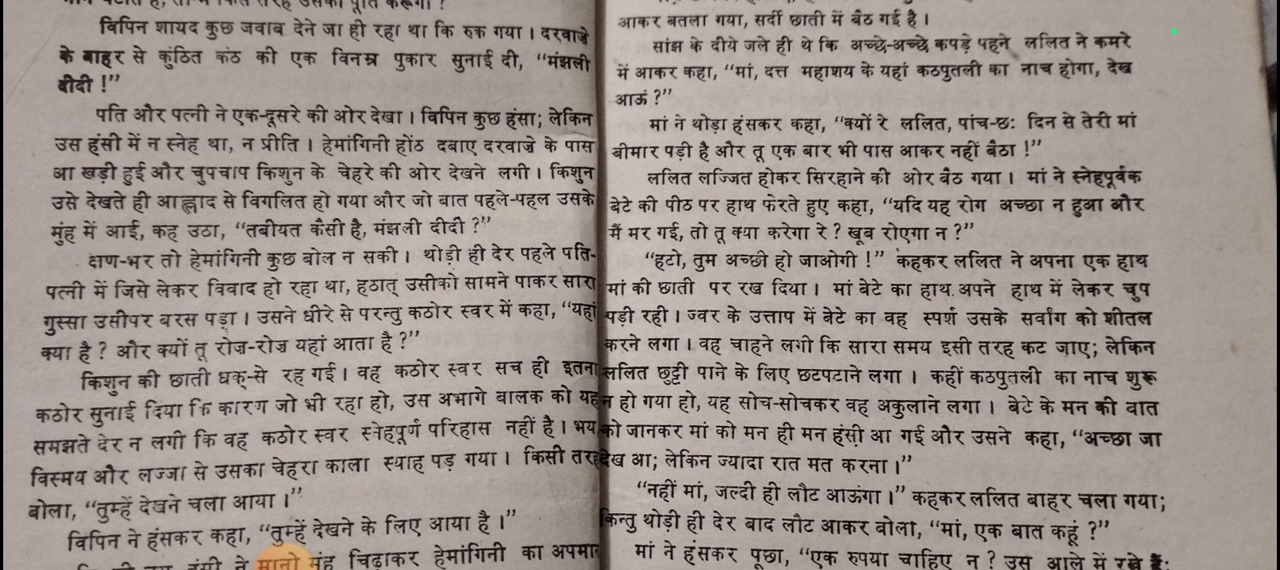 विपिन शायद कुछ जवाब देने जा ही रहा था कि रुक गया। दरवाजे
के बाहर से कुंठित कंठ की एक विनम्र पुकार सुनाई दी, “मंझली
दीदी !”
पति और पत्नी ने एक-दूसरे की ओर देखा। विपिन कुछ हंसा; लेकिन
उस हंसी में न स्नेह था, न प्रीति। हेमांगिनी होंठ दबाए दरवाजे के पास
आ खड़ी हुई और चुपचाप किशुन के चेहरे की ओर देखने लगी। किशुन
उसे देखते ही आह्लाद से विगलित हो गया और जो बात पहले-पहल उसके
मुंह में आई, कह उठा, “तबीयत कैसी है, मंझली दीदी ?”
क्षण-भर तो हेमांगिनी कुछ बोल न सकी। थोड़ी ही देर पहले पति-
पत्नी में जिसे लेकर विवाद हो रहा था, हठात् उसीको सामने पाकर सारा
गुस्सा उसीपर बरस पड़ा। उसने धीरे से परन्तु कठोर स्वर में कहा, “यहां
क्या है ? और क्यों तू रोज-रोज यहां आता है ?”
किशुन की छाती धक्-से रह गई। वह कठोर स्वर सच ही इतना
कठोर सुनाई दिया कि कारण जो भी रहा हो, उस अभागे बालक को यह
समझते देर न लगी कि वह कठोर स्वर स्नेहपूर्ण परिहास नहीं है। भय
विस्मय और लज्जा से उसका चेहरा काला स्याह पड़ गया। किसी तरह
बोला, “तुम्हें देखने चला आया।”
विपिन ने हंसकर कहा, “तुम्हें देखने के लिए आया है।”
हंसी ने मानो मुंह चिढ़ाकर हेमांगिनी का अपमा
आकर बतला गया, सर्दी छाती में बैठ गई है।
सांझ के दीये जले ही थे कि अच्छे-अच्छे कपड़े पहने ललित ने कमरे
में आकर कहा, “मां, दत्त महाशय के यहां कठपुतली का नाच होगा, देख
आऊं ?”
मां ने थोड़ा हंसकर कहा, “क्यों रे ललित, पांच-छः दिन से तेरी मां
बीमार पड़ी है और तू एक बार भी पास आकर नहीं बैठा !”
ललित लज्जित होकर सिरहाने की ओर बैठ गया। मां ने स्नेहपूर्वक
बेटे की पीठ पर हाथ फेरते हुए कहा, “यदि यह रोग अच्छा न हुआ और
मैं मर गई, तो तू क्या करेगा रे ? खूब रोएगा न ?”
“हटो, तुम अच्छी हो जाओगी !” कहकर ललित ने अपना एक हाथ
मां की छाती पर रख दिया। मां बेटे का हाथ अपने हाथ में लेकर चुप
पड़ी रही। ज्वर के उत्ताप में बेटे का वह स्पर्श उसके सर्वांग को शीतल
करने लगा। वह चाहने लगी कि सारा समय इसी तरह कट जाए; लेकिन
ललित छुट्टी पाने के लिए छटपटाने लगा। कहीं कठपुतली का नाच शुरू
न हो गया हो, यह सोच-सोचकर वह अकुलाने लगा। बेटे के मन की बात
को जानकर मां को मन ही मन हंसी आ गई और उसने कहा, “अच्छा जा
देख आ; लेकिन ज्यादा रात मत करना।”
“नहीं मां, जल्दी ही लौट आऊंगा।” कहकर ललित बाहर चला गया;
किन्तु थोड़ी ही देर बाद लौट आकर बोला, “मां, एक बात कहूं ?”
मां ने हंसकर पूछा, “एक रुपया चाहिए न ? उस आले में रखे हैं;